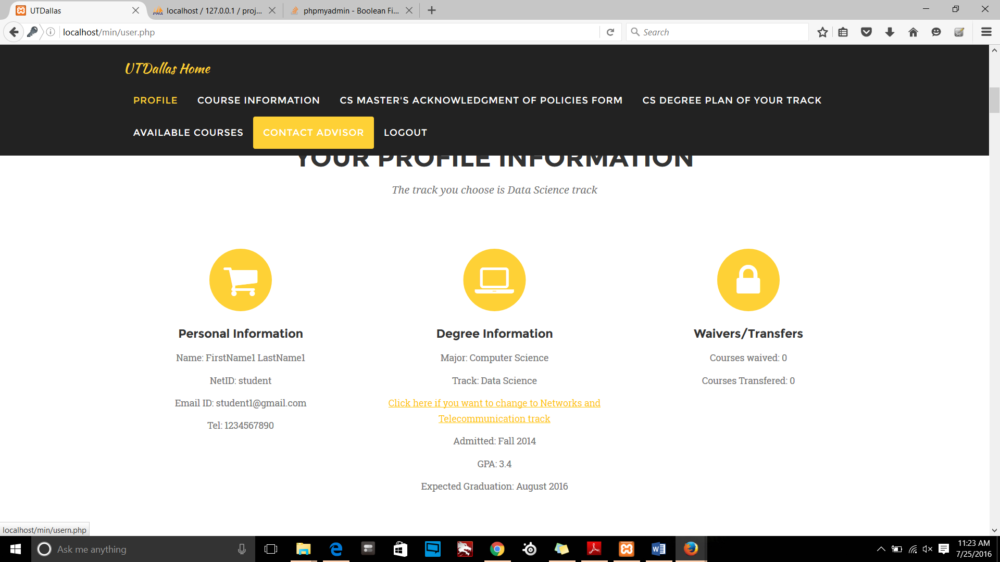 UTDallas
localhost / 127.0.0.1 / proj...
phpmyadmin - Boolean Fi...
localhost/min/user.php
Search
UTDallas Home
PROFILE
COURSE INFORMATION
CS MASTER'S ACKNOWLEDGMENT OF POLICIES FORM
CS DEGREE PLAN OF YOUR TRACK
AVAILABLE COURSES
CONTACT ADVISOR
LOGOUT
YOUR PROFILE INFORMATION
The track you choose is Data Science track
Personal Information
Name: FirstName1 LastName1
NetID: student
Email ID: student1@gmail.com
Tel: 1234567890
Degree Information
Major: Computer Science
Track: Data Science
Click here if you want to change to Networks and
Telecommunication track
Admitted: Fall 2014
GPA: 3.4
Expected Graduation: August 2016
Waivers/Transfers
Courses waived: 0
Courses Transfered: 0
localhost/min/usern.php
Ask me anything
11:23 AM
7/25/2016